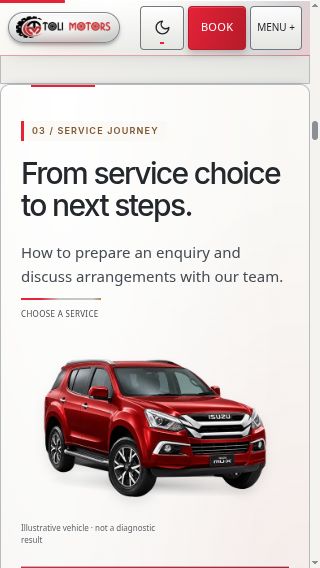 TOLI MOTORS
BOOK
MENU +
03 / SERVICE JOURNEY
From service choice
to next steps.
How to prepare an enquiry and
discuss arrangements with our team.
CHOOSE A SERVICE
ISUZU
MU-X
Illustrative vehicle · not a diagnostic
result